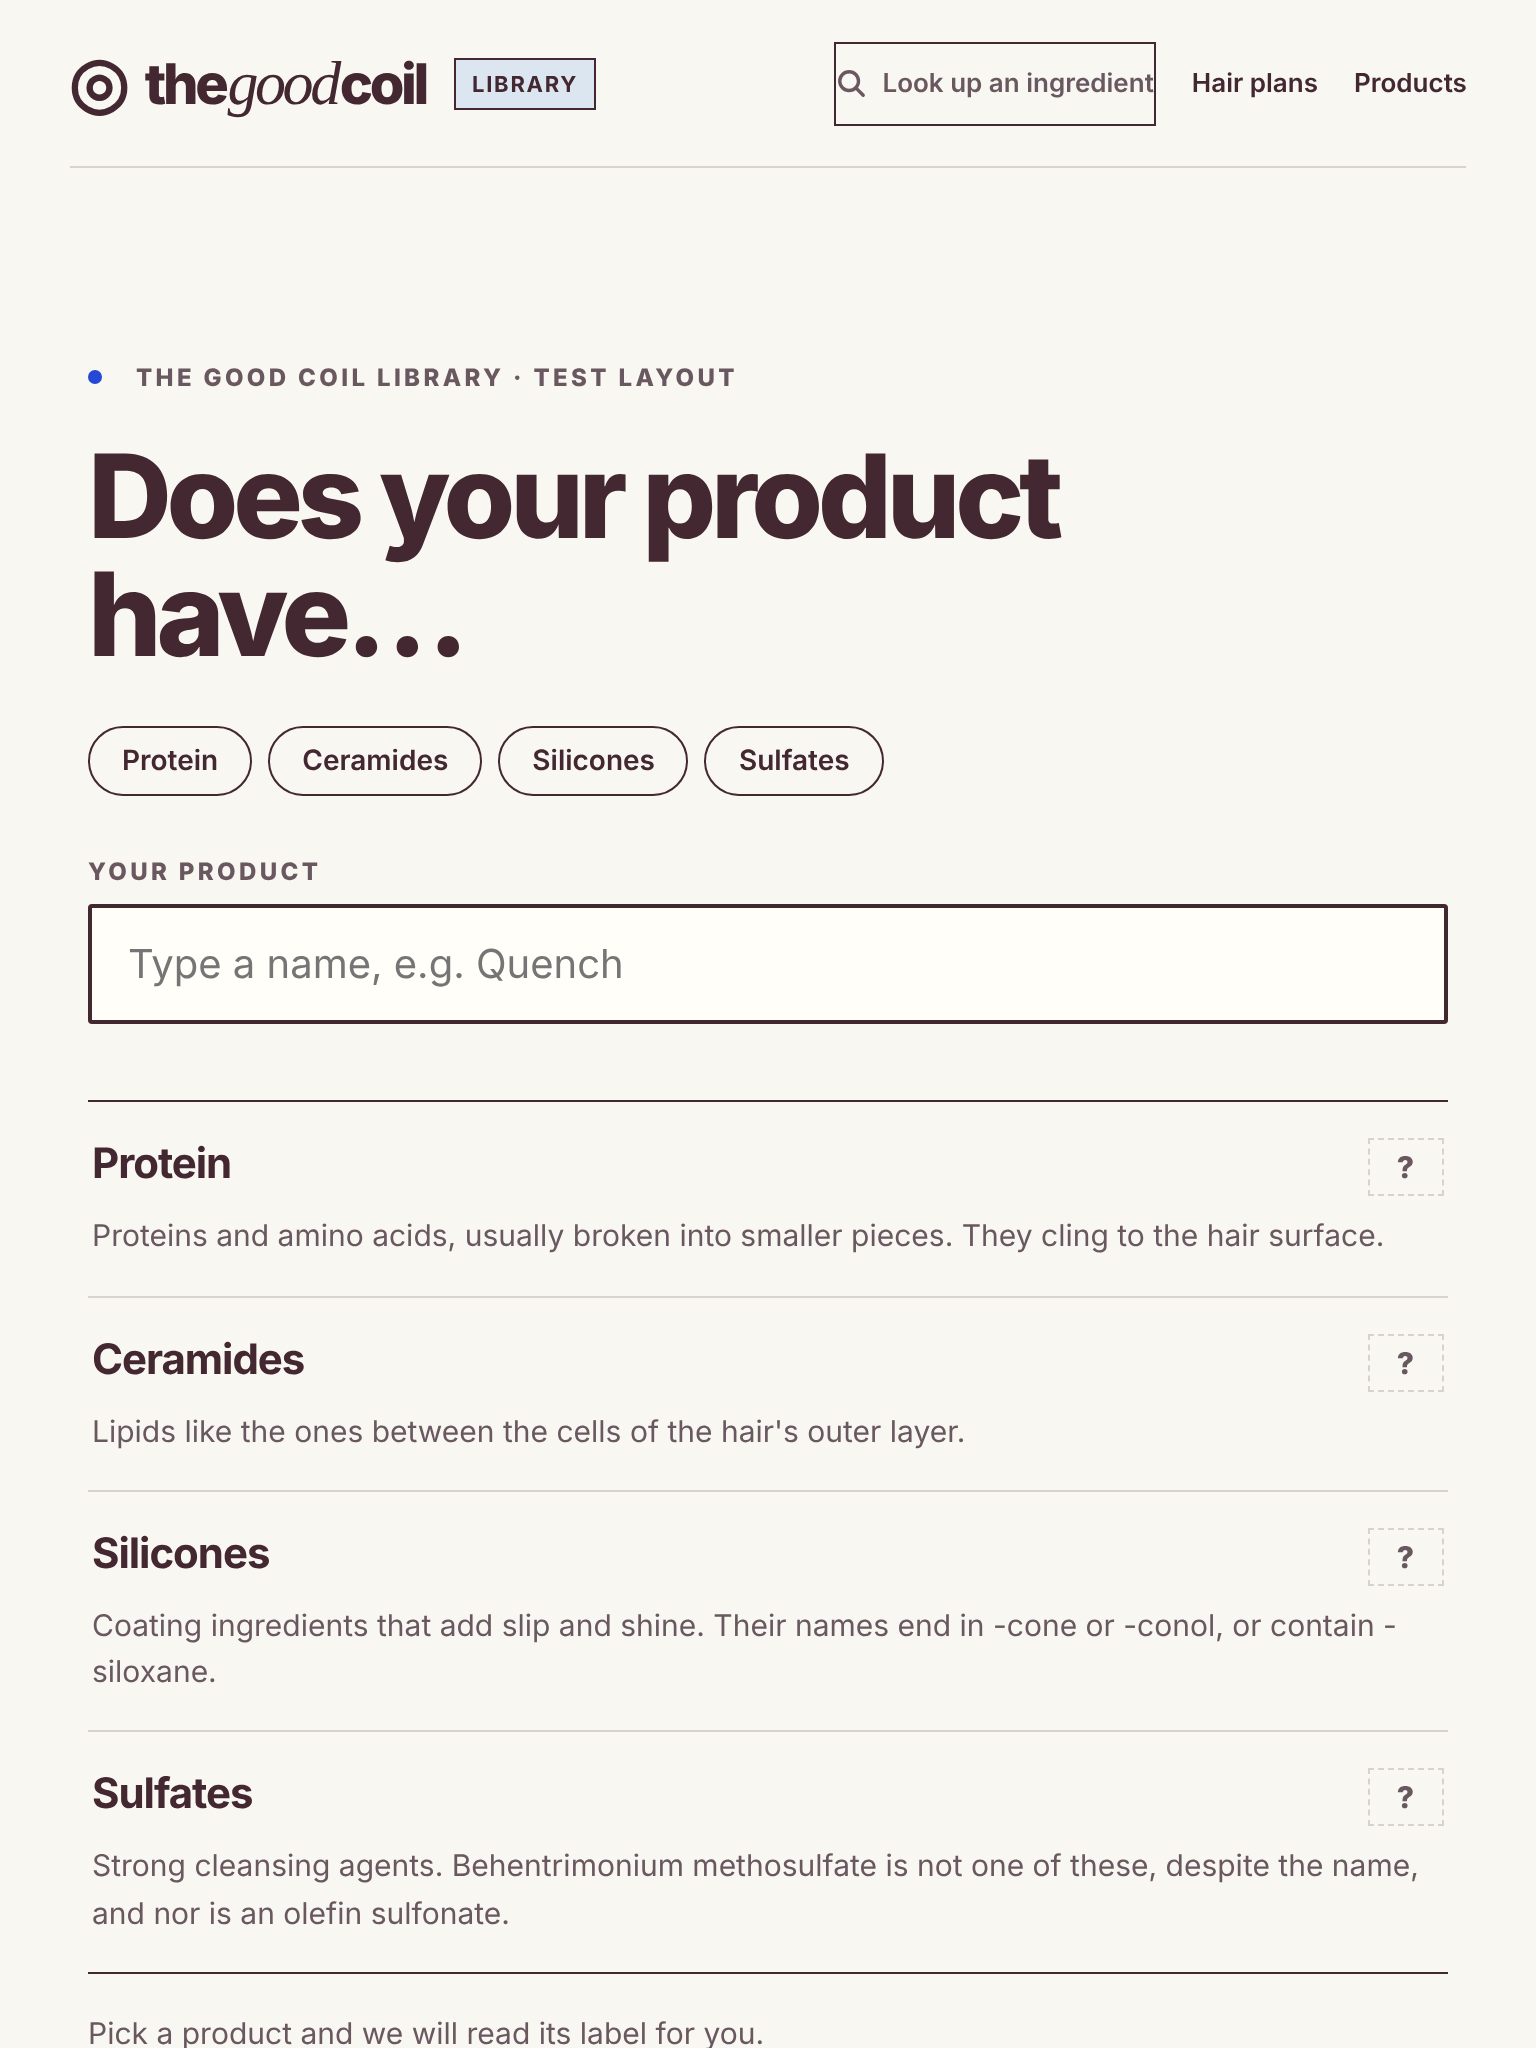 thegoodcoil LIBRARY Look up an ingredient Hair plans Products
THE GOOD COIL LIBRARY · TEST LAYOUT
Does your product
have...
Protein Ceramides Silicones Sulfates
YOUR PRODUCT
Type a name, e.g. Quench
Protein ?
Proteins and amino acids, usually broken into smaller pieces. They cling to the hair surface.
Ceramides ?
Lipids like the ones between the cells of the hair's outer layer.
Silicones ?
Coating ingredients that add slip and shine. Their names end in -cone or -conol, or contain -
siloxane.
Sulfates ?
Strong cleansing agents. Behentrimonium methosulfate is not one of these, despite the name,
and nor is an olefin sulfonate.
Pick a product and we will read its label for you.